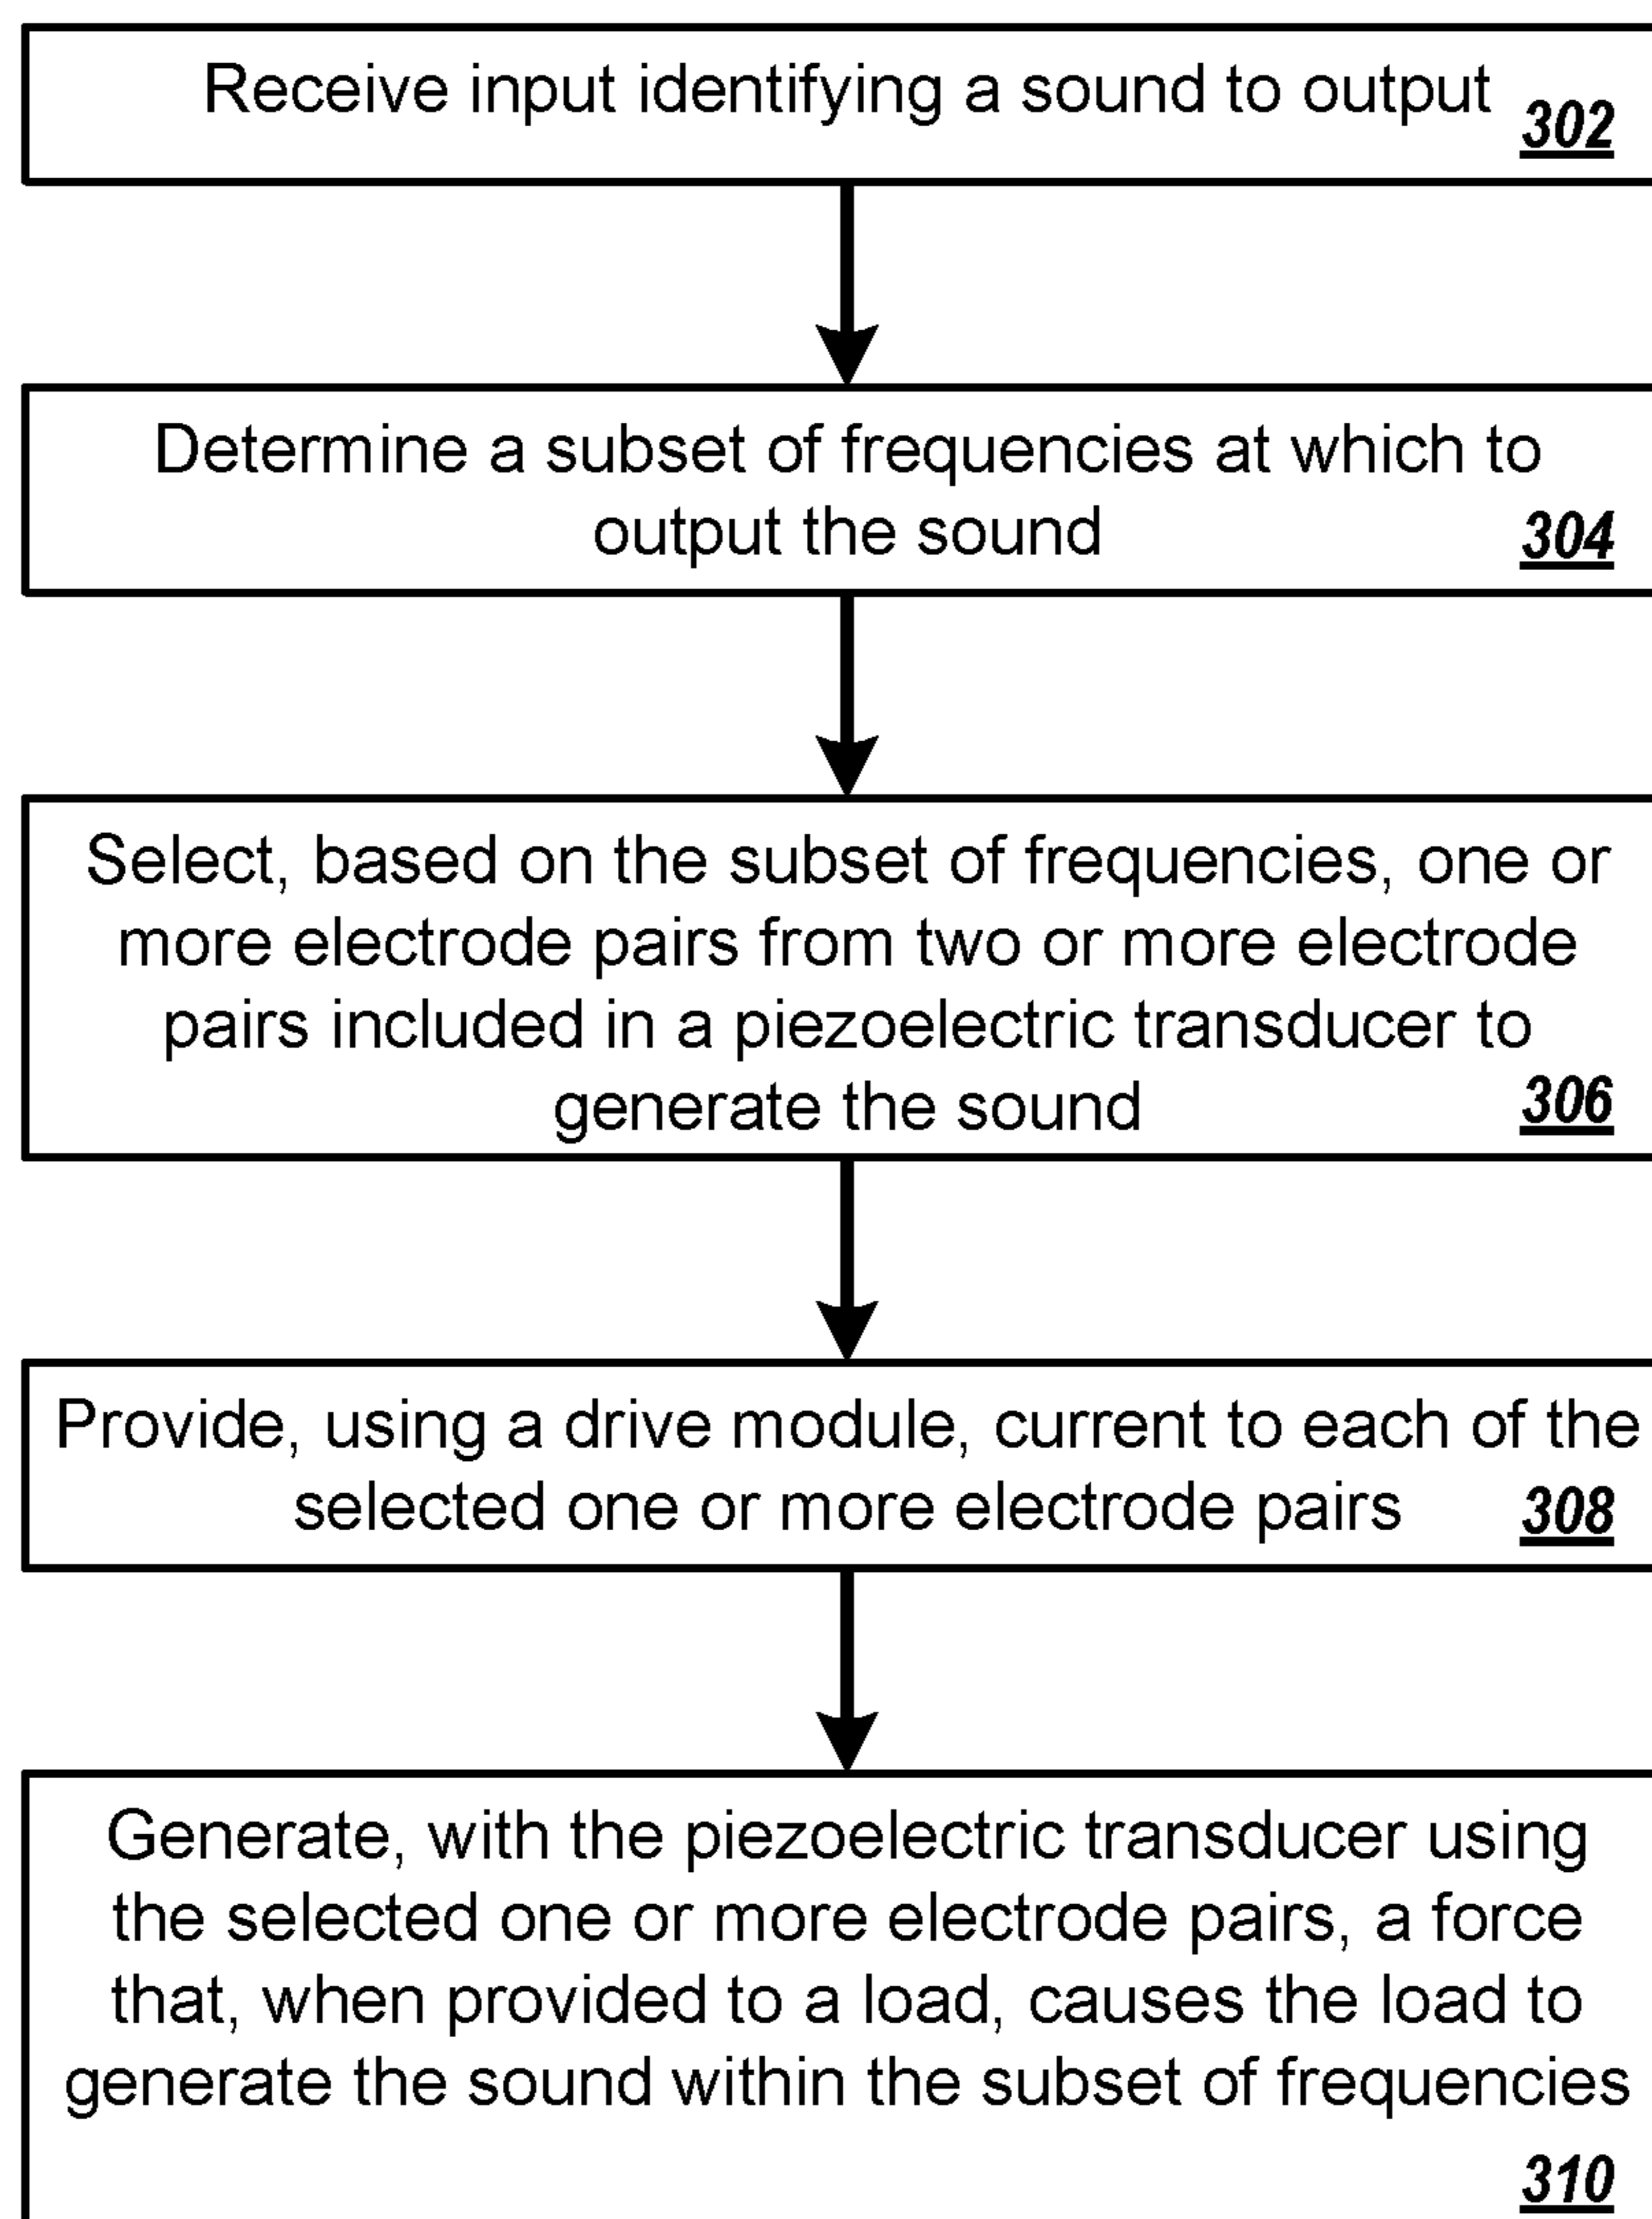 Receive input identifying a sound to output
302
Determine a subset of frequencies at which to
output the sound
304
Select, based on the subset of frequencies, one or
more electrode pairs from two or more electrode
pairs included in a piezoelectric transducer to
generate the sound
306
Provide, using a drive module, current to each of the
selected one or more electrode pairs
308
Generate, with the piezoelectric transducer using
the selected one or more electrode pairs, a force
that, when provided to a load, causes the load to
generate the sound within the subset of frequencies
310